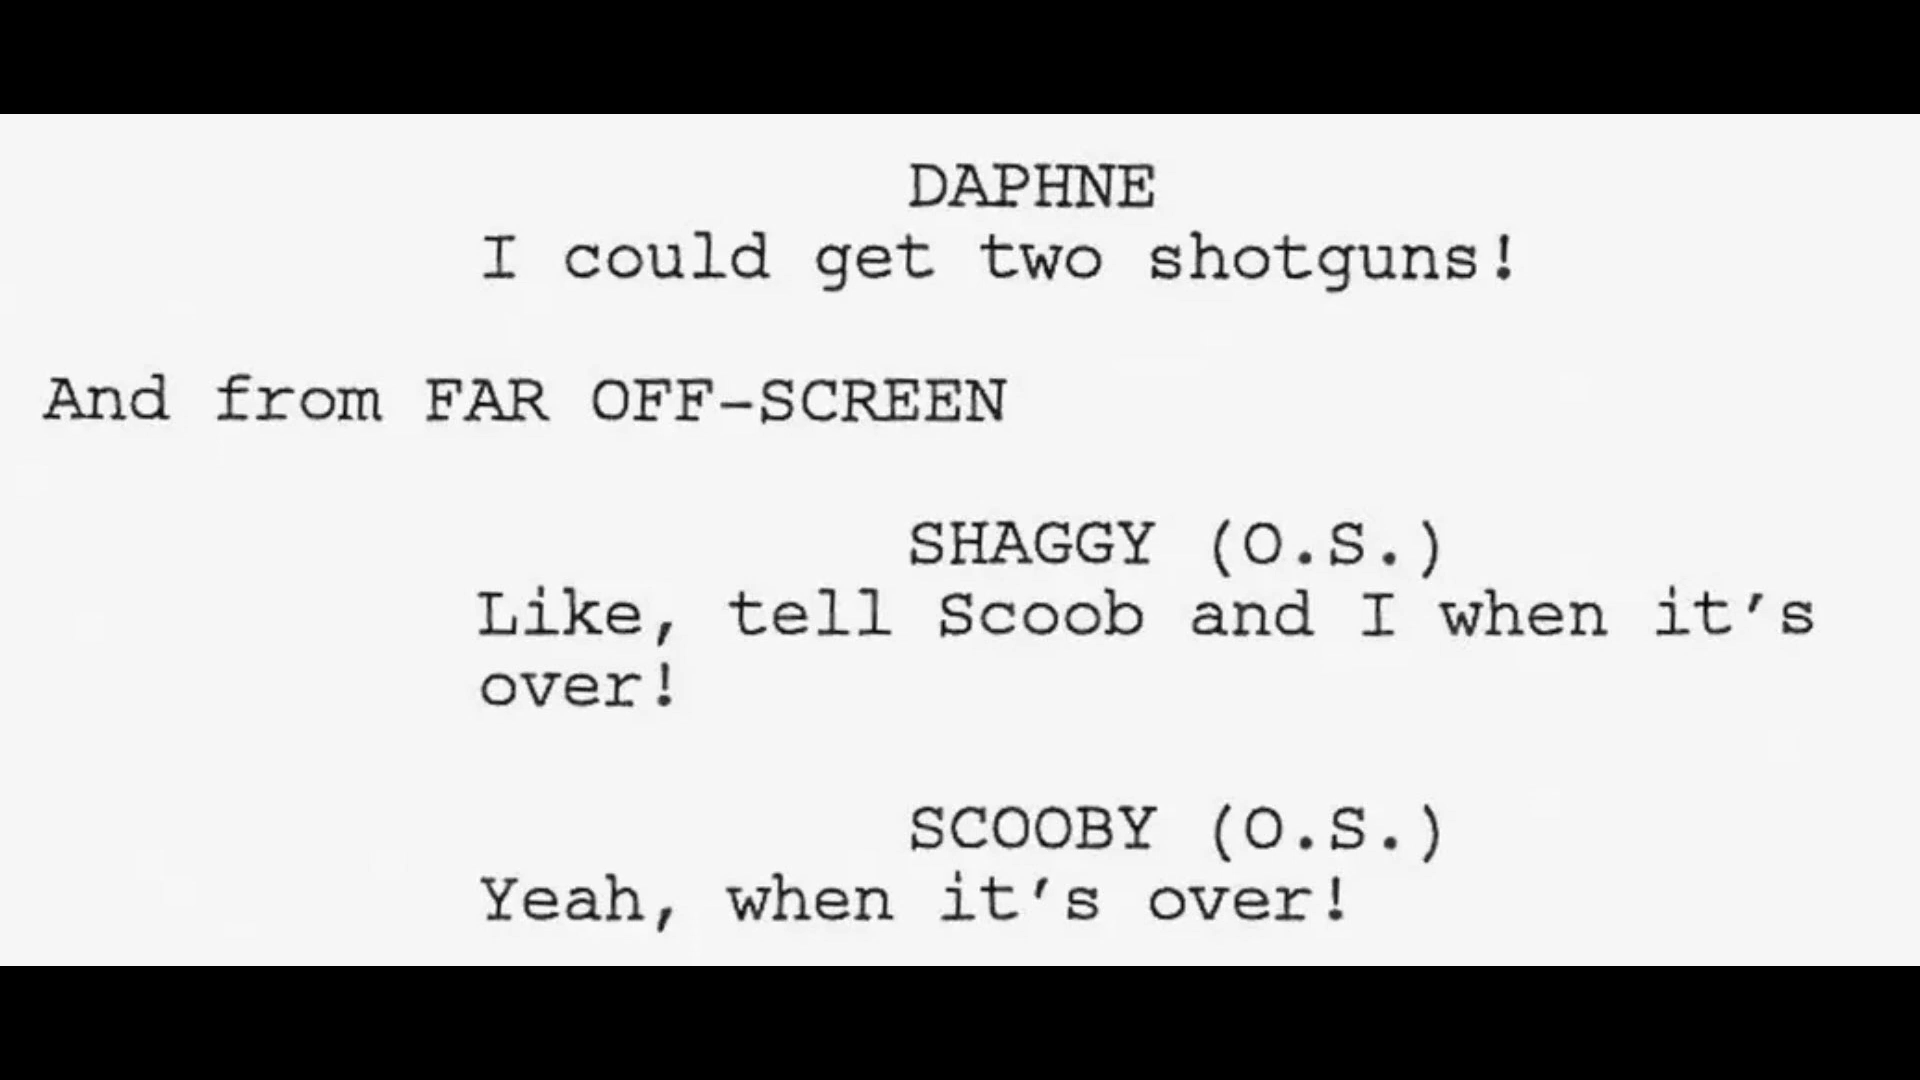 DAPHNE
I could get two shotguns!
And from FAR OFF-SCREEN
SHAGGY (O.S.)
Like, tell Scoob and I when it's
over!
SCOOBY (O.S.)
Yeah, when it's over!